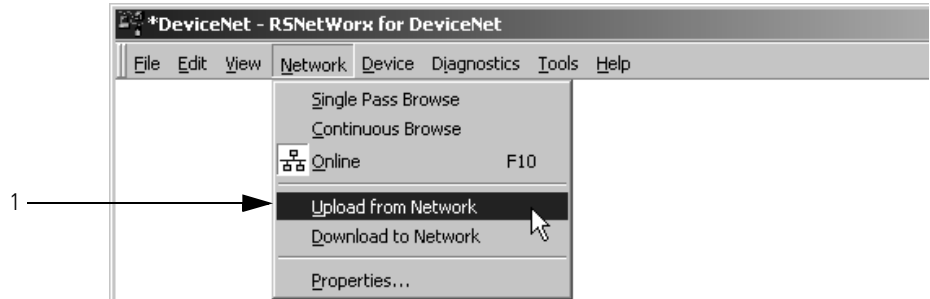 *DeviceNet - RSNetWorx for DeviceNet
File Edit View Network Device Diagnostics Tools Help
Single Pass Browse
Continuous Browse
Online F10
1
Upload from Network
Download to Network
Properties...